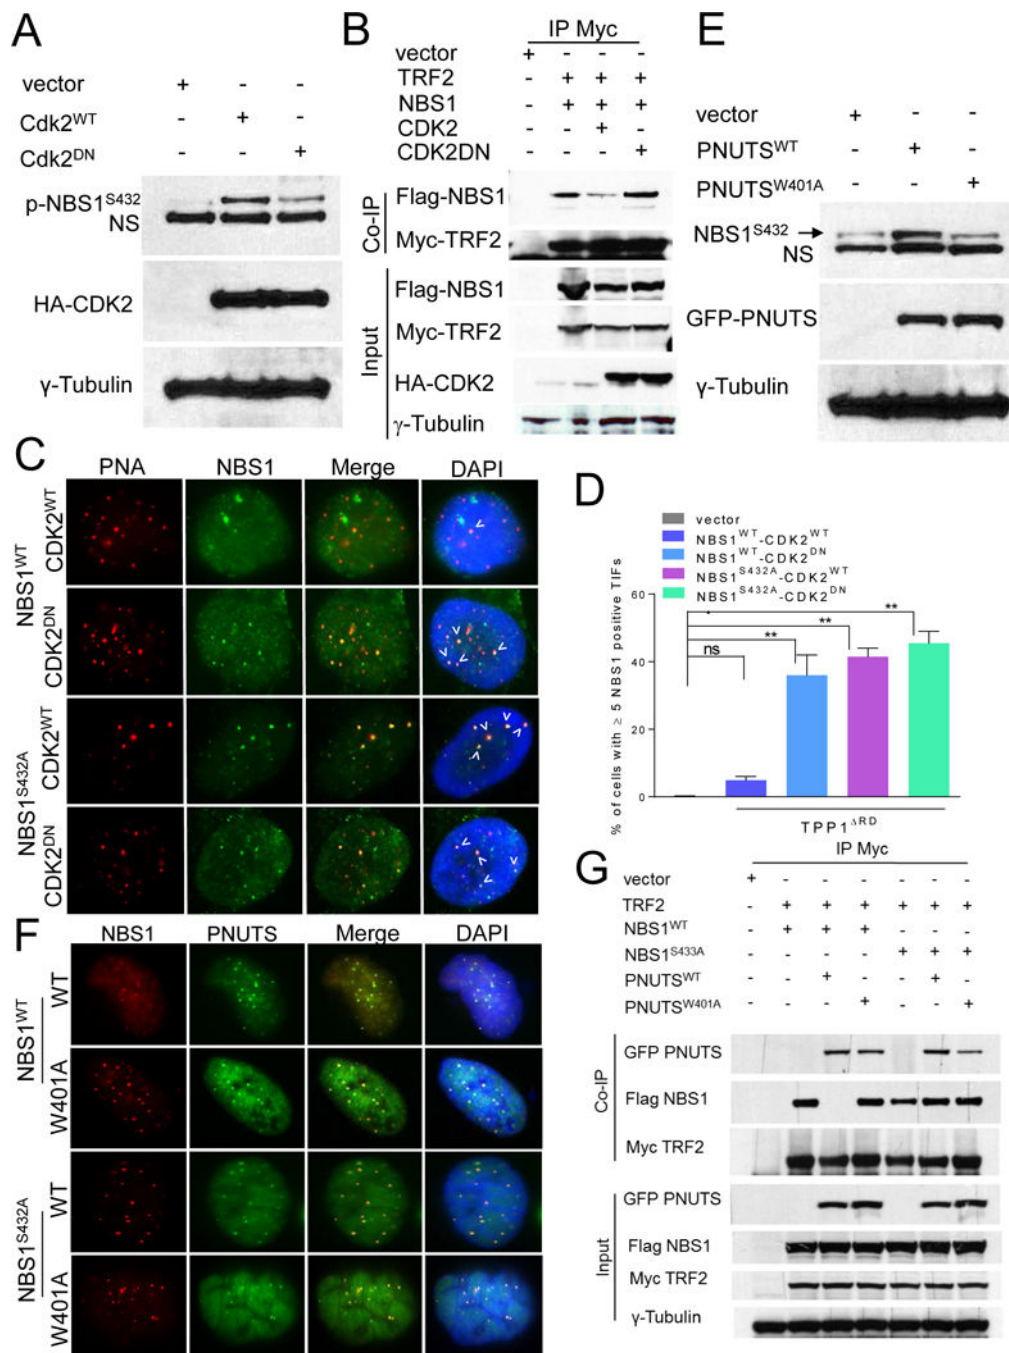 A
vector + - -
Cdk2WT - + -
Cdk2DN - - +
p-NBS1S432
NS
HA-CDK2
γ-Tubulin
B
IP Myc
vector + - - -
TRF2 - + + +
NBS1 - + + +
CDK2 - - + -
CDK2DN - - - +
Co-IP
Flag-NBS1
Myc-TRF2
Input
Flag-NBS1
Myc-TRF2
HA-CDK2
γ-Tubulin
E
vector + - -
PNUTSWT - + -
PNUTSW401A - - +
NBS1S432
NS
GFP-PNUTS
γ-Tubulin
C
PNA NBS1 Merge DAPI
NBS1WT
CDK2WT
CDK2DN
NBS1S432A
CDK2WT
CDK2DN
D
vector
NBS1WT-CDK2WT
NBS1WT-CDK2DN
NBS1S432A-CDK2WT
NBS1S432A-CDK2DN
% of cells with ≥ 5 NBS1 positive TIFs
60
40
20
0
ns
**
**
**
TPP1ΔRD
F
NBS1 PNUTS Merge DAPI
NBS1WT
WT
W401A
NBS1S432A
WT
W401A
G
IP Myc
vector + - - - - - -
TRF2 - + + + + + +
NBS1WT - + + + - - -
NBS1S433A - - - - + + +
PNUTSWT - - + - - + -
PNUTSW401A - - - + - - +
Co-IP
GFP PNUTS
Flag NBS1
Myc TRF2
Input
GFP PNUTS
Flag NBS1
Myc TRF2
γ-Tubulin